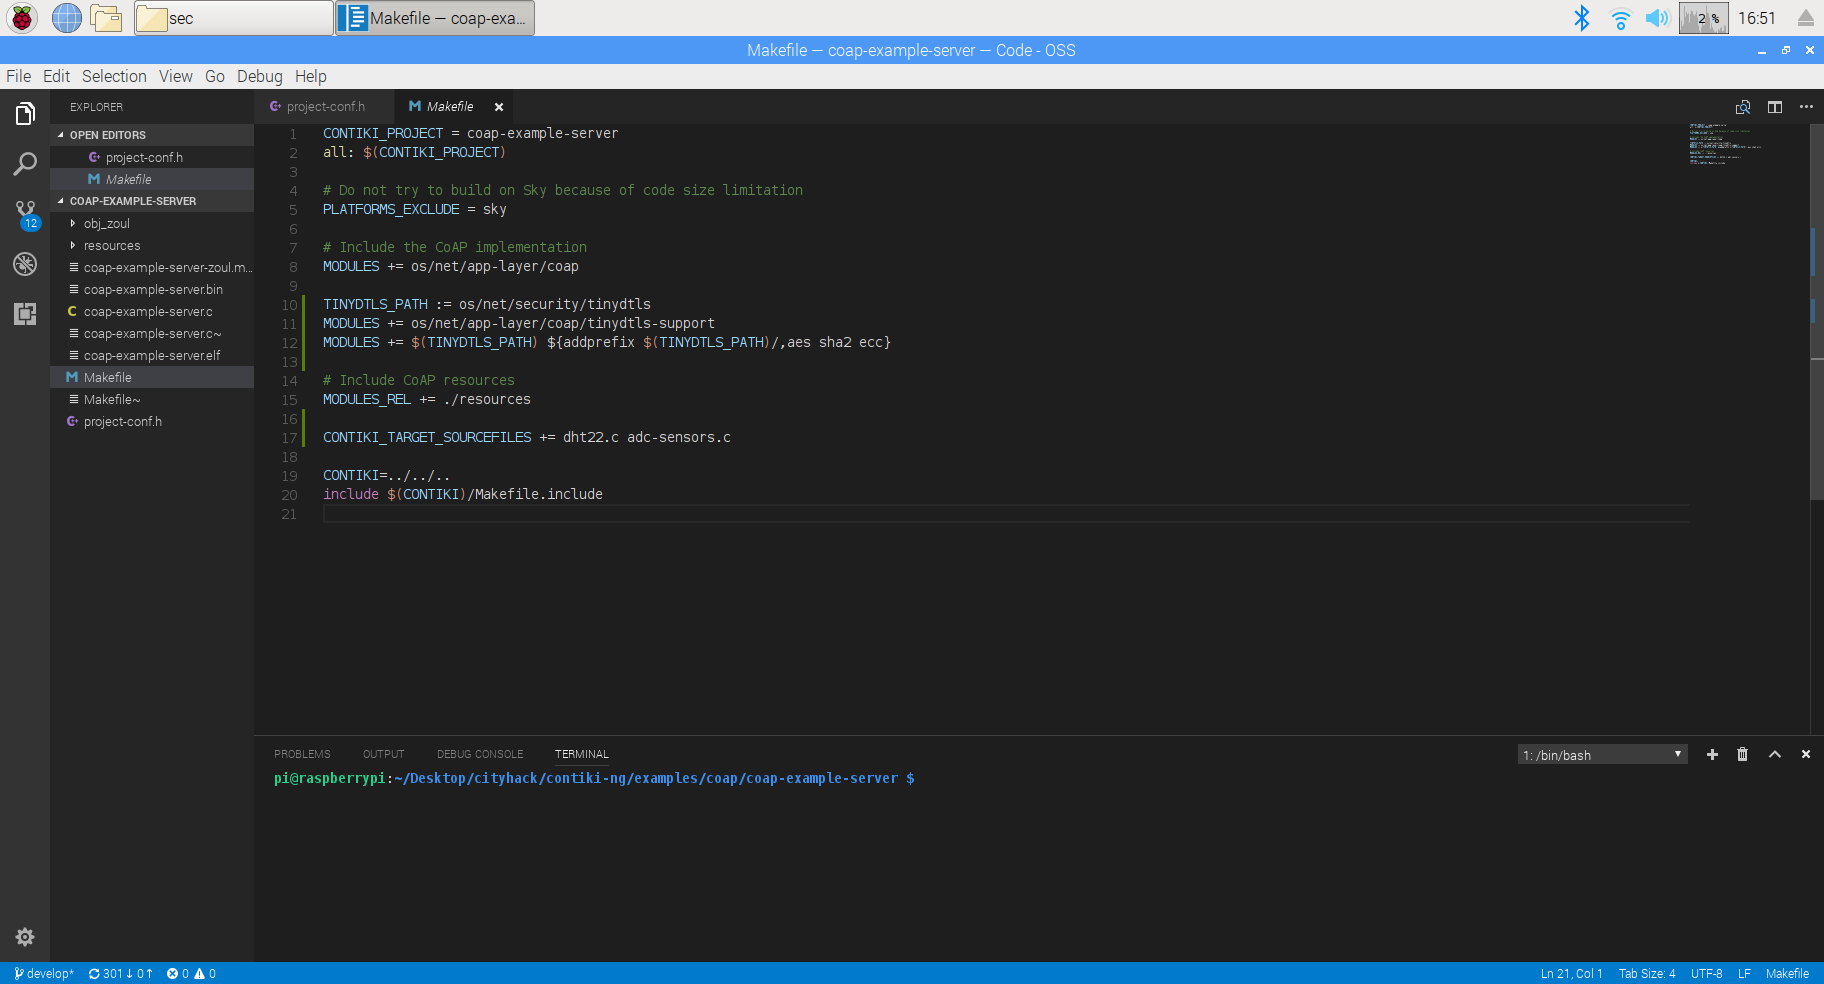 sec
Makefile — coap-exa...
2 %
16:51
Makefile — coap-example-server — Code - OSS
File Edit Selection View Go Debug Help
EXPLORER
OPEN EDITORS
project-conf.h
Makefile
COAP-EXAMPLE-SERVER
obj_zoul
resources
coap-example-server-zoul.m...
coap-example-server.bin
coap-example-server.c
coap-example-server.c~
coap-example-server.elf
Makefile
Makefile~
project-conf.h
12
project-conf.h
Makefile
1 CONTIKI_PROJECT = coap-example-server
2 all: $(CONTIKI_PROJECT)
3
4 # Do not try to build on Sky because of code size limitation
5 PLATFORMS_EXCLUDE = sky
6
7 # Include the CoAP implementation
8 MODULES += os/net/app-layer/coap
9
10 TINYDTLS_PATH := os/net/security/tinydtls
11 MODULES += os/net/app-layer/coap/tinydtls-support
12 MODULES += $(TINYDTLS_PATH) ${addprefix $(TINYDTLS_PATH)/,aes sha2 ecc}
13
14 # Include CoAP resources
15 MODULES_REL += ./resources
16
17 CONTIKI_TARGET_SOURCEFILES += dht22.c adc-sensors.c
18
19 CONTIKI=../../..
20 include $(CONTIKI)/Makefile.include
21
PROBLEMS OUTPUT DEBUG CONSOLE TERMINAL
1: /bin/bash
pi@raspberrypi:~/Desktop/cityhack/contiki-ng/examples/coap/coap-example-server $
develop* 301↓ 0↑ 0 0
Ln 21, Col 1 Tab Size: 4 UTF-8 LF Makefile